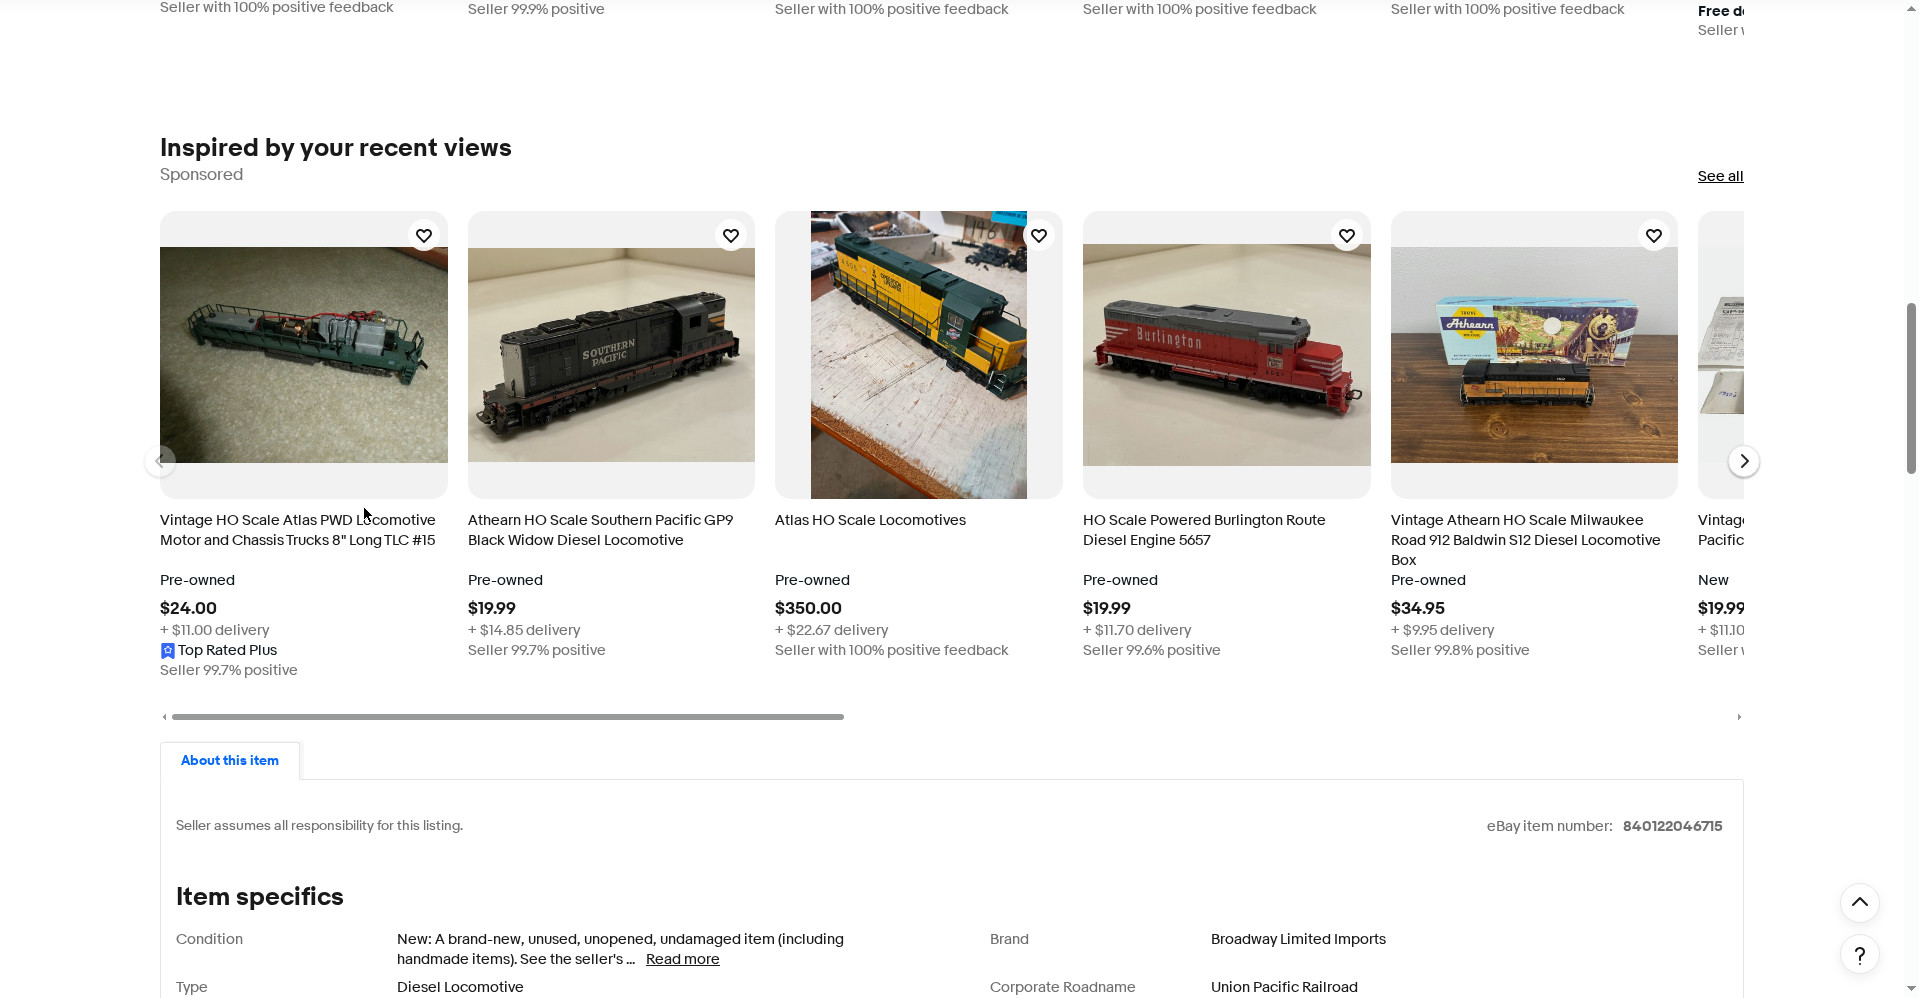 Seller with 100% positive feedback
Seller 99.9% positive
Seller with 100% positive feedback
Seller with 100% positive feedback
Seller with 100% positive feedback
Free
Seller
Inspired by your recent views
Sponsored
See all
SOUTHERN
PACIFIC
Burlington
Athearn
Vintage HO Scale Atlas PWD Locomotive
Motor and Chassis Trucks 8" Long TLC #15
Pre-owned
$24.00
+ $11.00 delivery
Top Rated Plus
Seller 99.7% positive
Athearn HO Scale Southern Pacific GP9
Black Widow Diesel Locomotive
Pre-owned
$19.99
+ $14.85 delivery
Seller 99.7% positive
Atlas HO Scale Locomotives
Pre-owned
$350.00
+ $22.67 delivery
Seller with 100% positive feedback
HO Scale Powered Burlington Route
Diesel Engine 5657
Pre-owned
$19.99
+ $11.70 delivery
Seller 99.6% positive
Vintage Athearn HO Scale Milwaukee
Road 912 Baldwin S12 Diesel Locomotive
Box
Pre-owned
$34.95
+ $9.95 delivery
Seller 99.8% positive
Vintage
Pacific
New
$19.99
+ $11.10
Seller
About this item
Seller assumes all responsibility for this listing.
eBay item number: 840122046715
Item specifics
Condition
New: A brand-new, unused, unopened, undamaged item (including
handmade items). See the seller's ... Read more
Brand
Broadway Limited Imports
Type
Diesel Locomotive
Corporate Roadname
Union Pacific Railroad